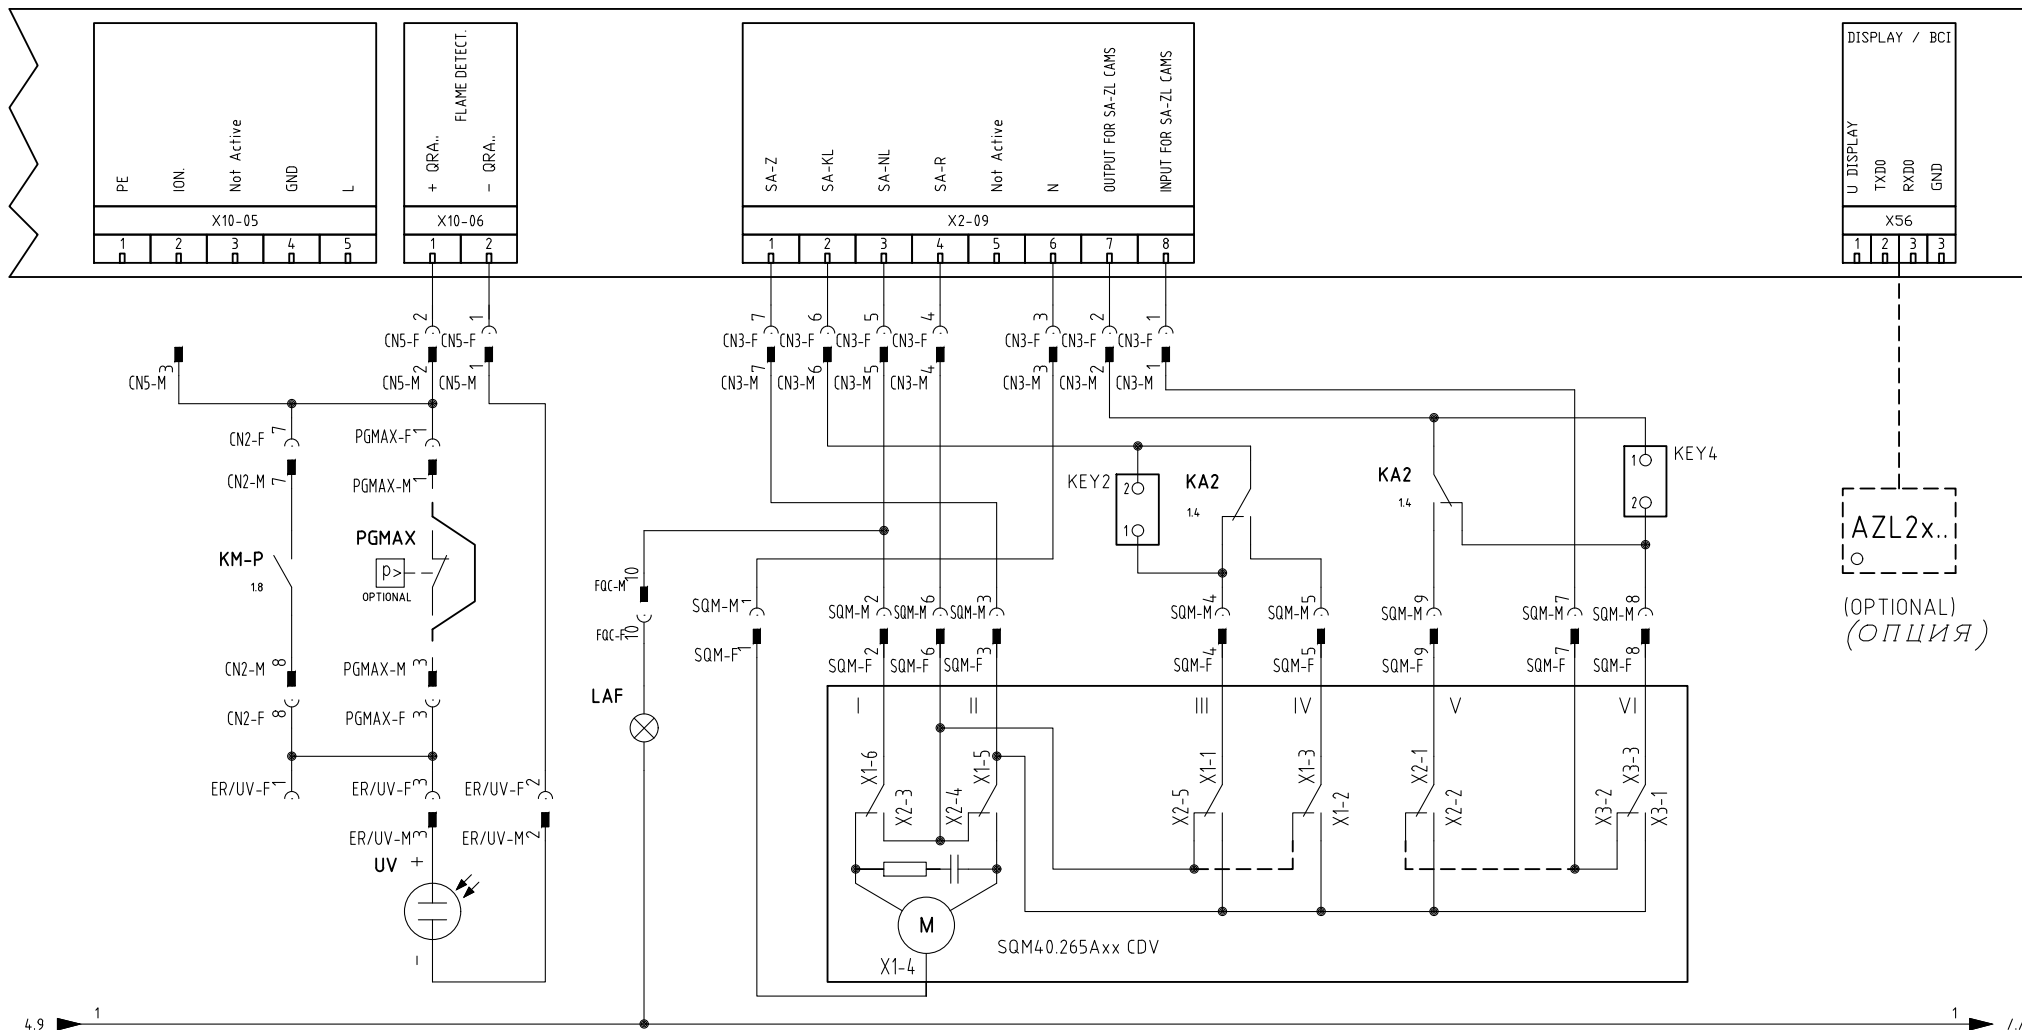 PE
ION.
Not Active
GND
L
X10-05
1 2 3 4 5
FLAME DETECT.
+ QRA..
- QRA..
X10-06
1 2
SA-Z
SA-KL
SA-NL
SA-R
Not Active
N
OUTPUT FOR SA-ZL CAMS
INPUT FOR SA-ZL CAMS
X2-09
1 2 3 4 5 6 7 8
DISPLAY / BCI
U DISPLAY
TXD0
RXD0
GND
X56
1 2 3 3
CN5-F 2
CN5-F 1
CN3-F 7
CN3-F 6
CN3-F 5
CN3-F 4
CN3-F 3
CN3-F 2
CN3-F 1
CN5-M 3
CN5-M 2
CN5-M 1
CN3-M 7
CN3-M 6
CN3-M 5
CN3-M 4
CN3-M 3
CN3-M 2
CN3-M 1
CN2-F 7
PGMAX-F 1
CN2-M 7
PGMAX-M 1
KEY2
2
1
KA2
1.4
KA2
1.4
KEY4
1
2
AZL2x..
(OPTIONAL)
(ОПЦИЯ)
KM-P
1.8
PGMAX
P>
OPTIONAL
FQC-M 10
FQC-F 10
SQM-M 1
SQM-M 2
SQM-M 6
SQM-M 3
SQM-M 4
SQM-M 5
SQM-M 9
SQM-M 7
SQM-M 8
SQM-F 1
SQM-F 2
SQM-F 6
SQM-F 3
SQM-F 4
SQM-F 5
SQM-F 9
SQM-F 7
SQM-F 8
CN2-M 8
PGMAX-M 3
CN2-F 8
PGMAX-F 3
LAF
I II III IV V VI
X1-6
X2-3
X2-4
X1-5
X2-5
X1-1
X1-3
X1-2
X2-1
X2-2
X3-2
X3-3
X3-1
ER/UV-F 1
ER/UV-F 3
ER/UV-F 2
ER/UV-M 3
ER/UV-M 2
UV +
-
M
X1-4
SQM40.265Axx CDV
4.9
1
1